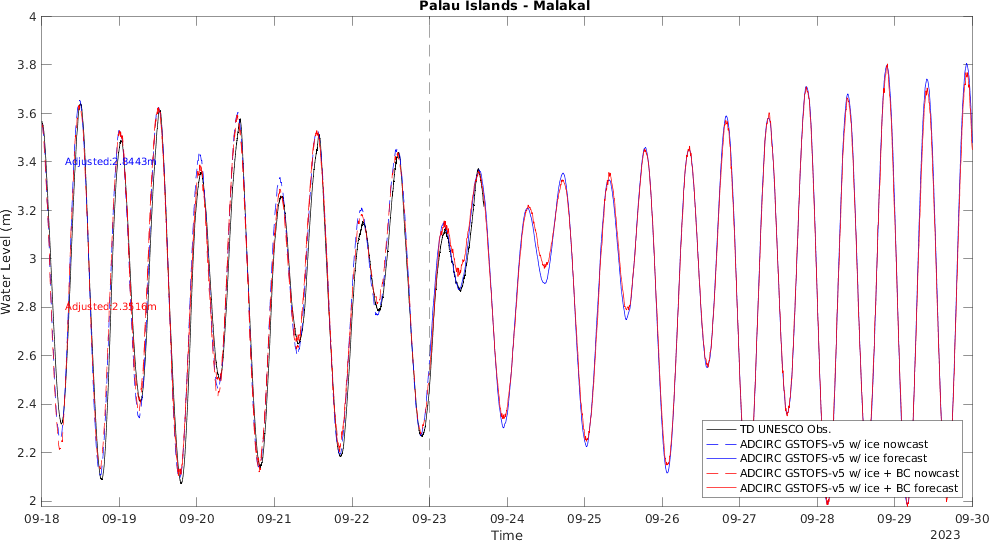 Palau Islands - Malakal
Water Level (m)
4
3.8
3.6
3.4
3.2
3
2.8
2.6
2.4
2.2
2
Adjusted:2.8443m
Adjusted:2.3516m
TD UNESCO Obs.
ADCIRC GSTOFS-v5 w/ ice nowcast
ADCIRC GSTOFS-v5 w/ ice forecast
ADCIRC GSTOFS-v5 w/ ice + BC nowcast
ADCIRC GSTOFS-v5 w/ ice + BC forecast
09-18 09-19 09-20 09-21 09-22 09-23 09-24 09-25 09-26 09-27 09-28 09-29 09-30
Time
2023